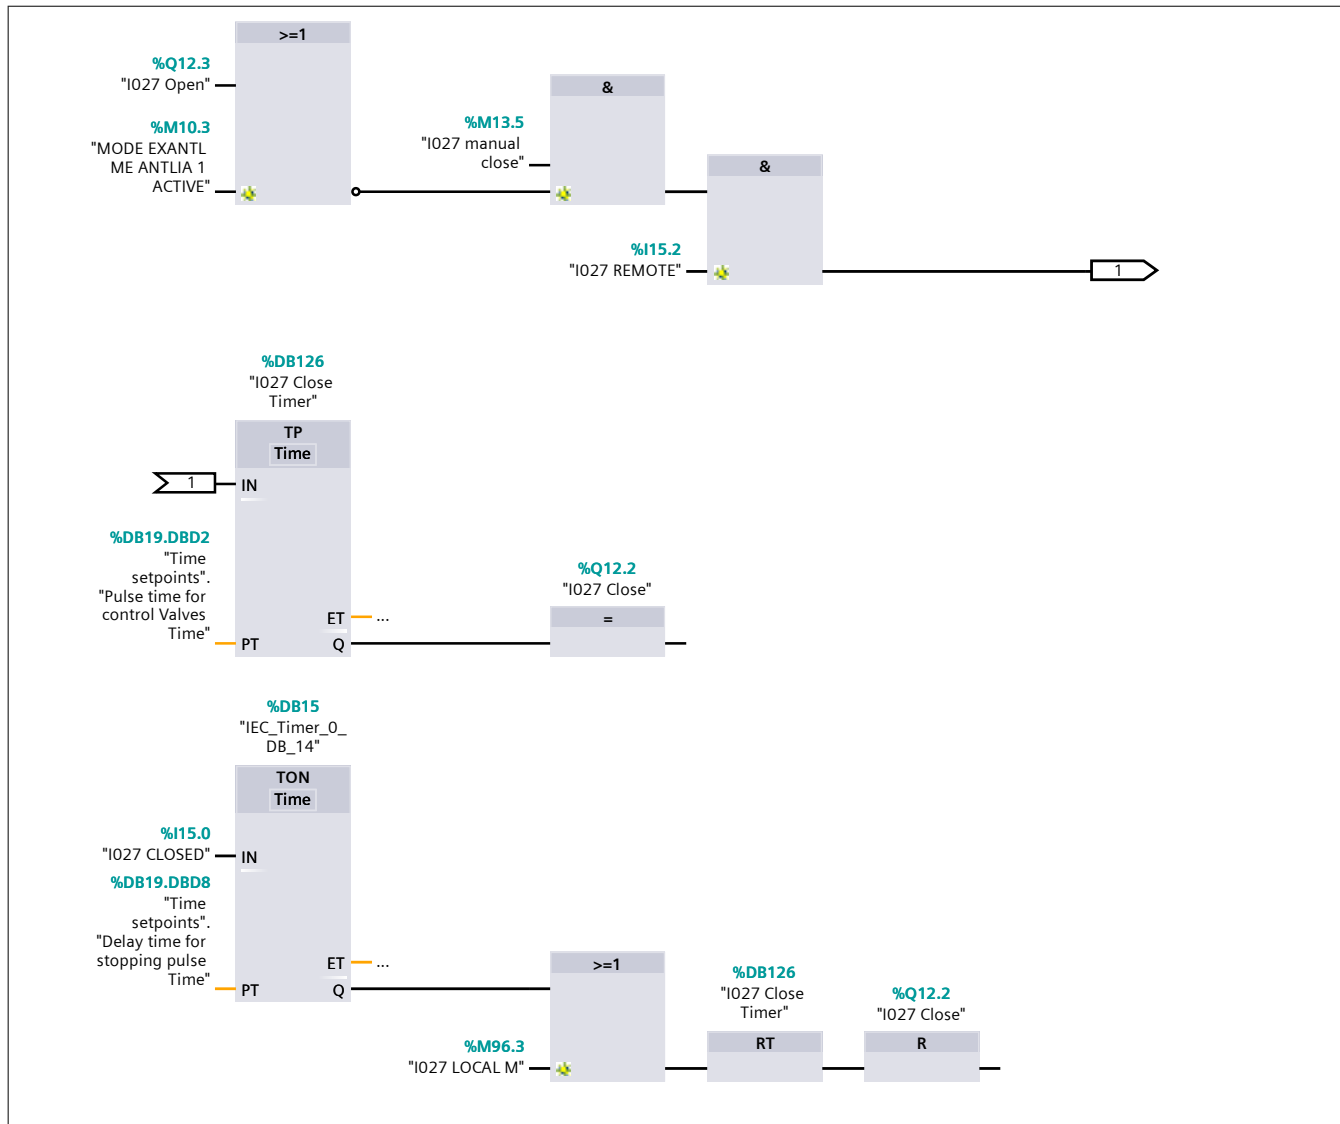 >=1
%Q12.3
"I027 Open"
%M10.3
"MODE EXANTL
ME ANTLIA 1
ACTIVE"
&
%M13.5
"I027 manual
close"
&
%I15.2
"I027 REMOTE"
1
%DB126
"I027 Close
Timer"
TP
Time
1
IN
%DB19.DBD2
"Time
setpoints".
"Pulse time for
control Valves
Time"
PT
ET
...
Q
%Q12.2
"I027 Close"
=
%DB15
"IEC_Timer_0_
DB_14"
TON
Time
%I15.0
"I027 CLOSED"
IN
%DB19.DBD8
"Time
setpoints".
"Delay time for
stopping pulse
Time"
PT
ET
...
Q
>=1
%M96.3
"I027 LOCAL M"
%DB126
"I027 Close
Timer"
RT
%Q12.2
"I027 Close"
R